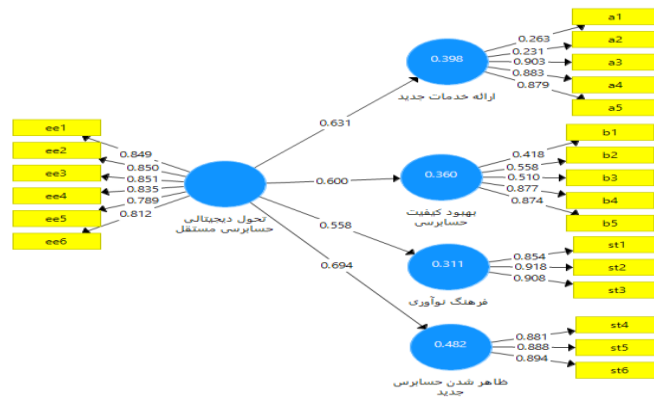 a1
0.263
a2
0.231
0.398
0.903
a3
0.883
a4
0.879
ارائه خدمات جدید
a5
0.631
ee1
0.849
ee2
0.850
ee3
0.851
ee4
0.835
ee5
0.789
ee6
0.812
تحول دیجیتالی
حسابرسی مستقل
0.600
b1
0.418
b2
0.558
0.360
0.510
b3
0.877
b4
0.874
b5
بهبود کیفیت
حسابرسی
0.558
st1
0.854
0.311
0.918
st2
0.908
st3
فرهنگ نوآوری
0.694
st4
0.881
0.482
0.888
st5
0.894
st6
ظاهر شدن حسابرسی
جدید